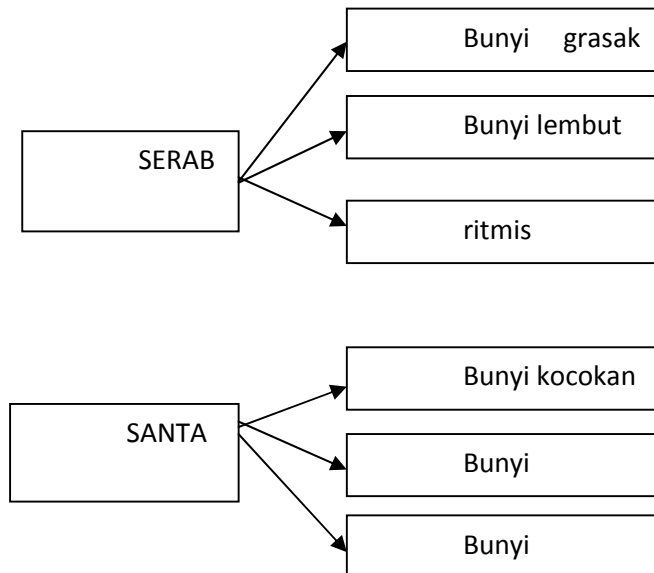 Bunyi grasak
Bunyi lembut
SERAB
ritmis
Bunyi kocokan
SANTA
Bunyi
Bunyi